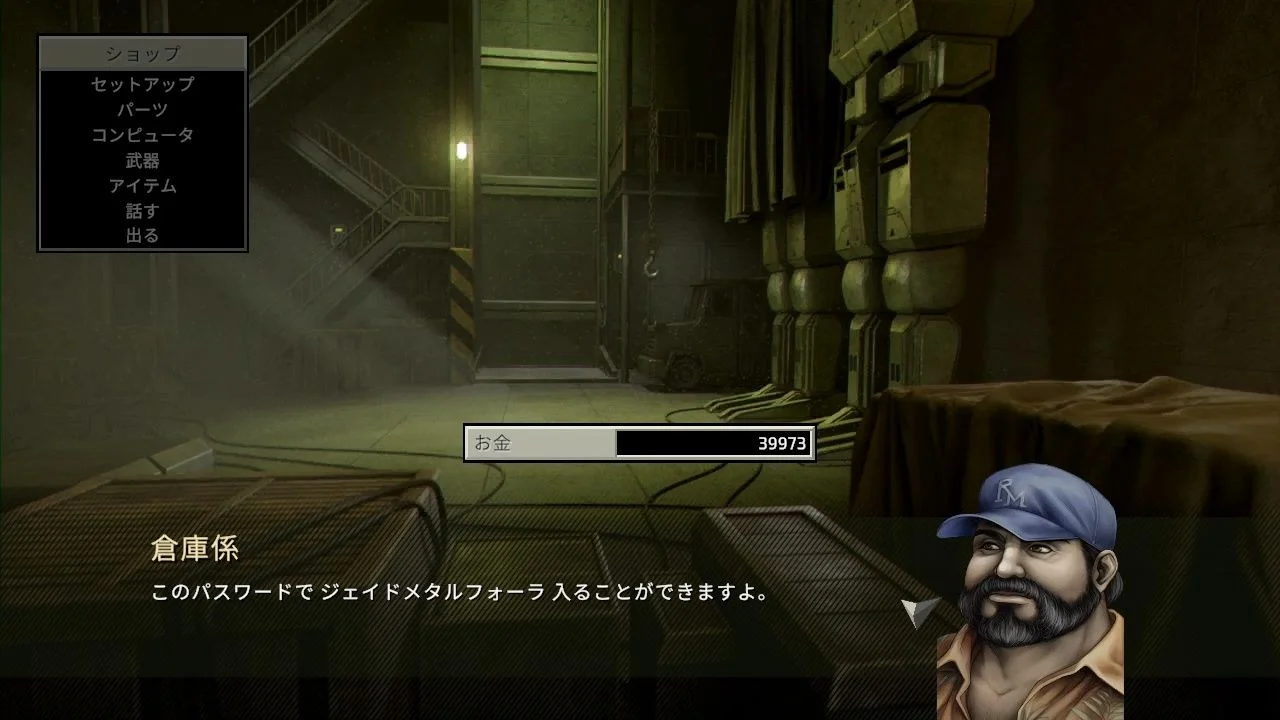 ショップ
セットアップ
パーツ
コンピュータ
武器
アイテム
話す
出る
お金 39973
RM
倉庫係
このパスワードで ジェイドメタルフォーラ 入ることができますよ。